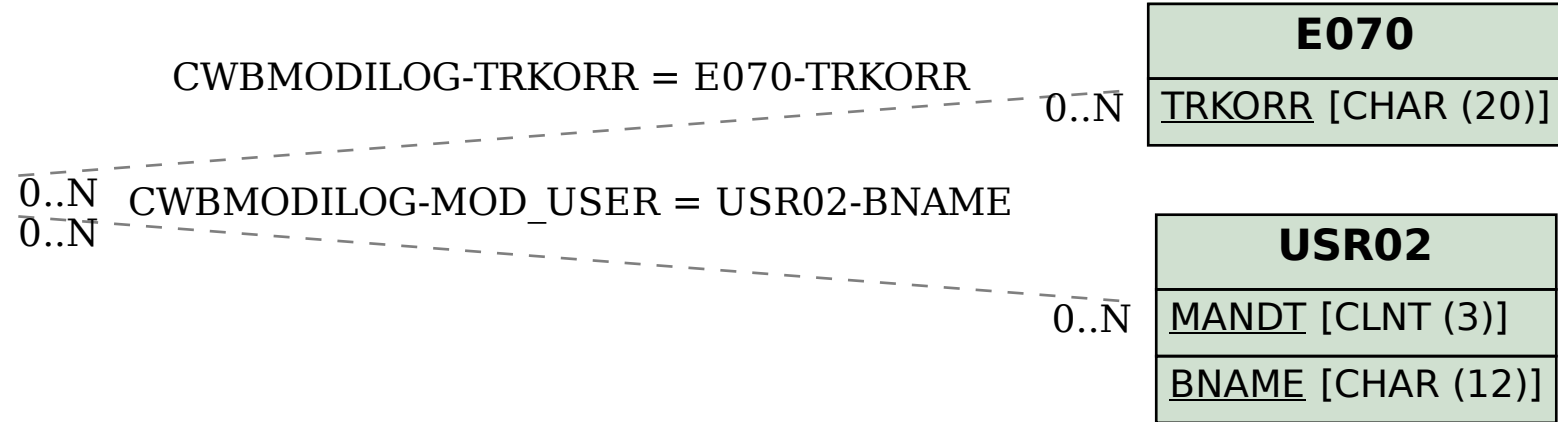 E070
CWBMODILOG-TRKORR = E070-TRKORR
0..N
TRKORR [CHAR (20)]
0..N
CWBMODILOG-MOD_USER = USR02-BNAME
0..N
USR02
0..N
MANDT [CLNT (3)]
BNAME [CHAR (12)]